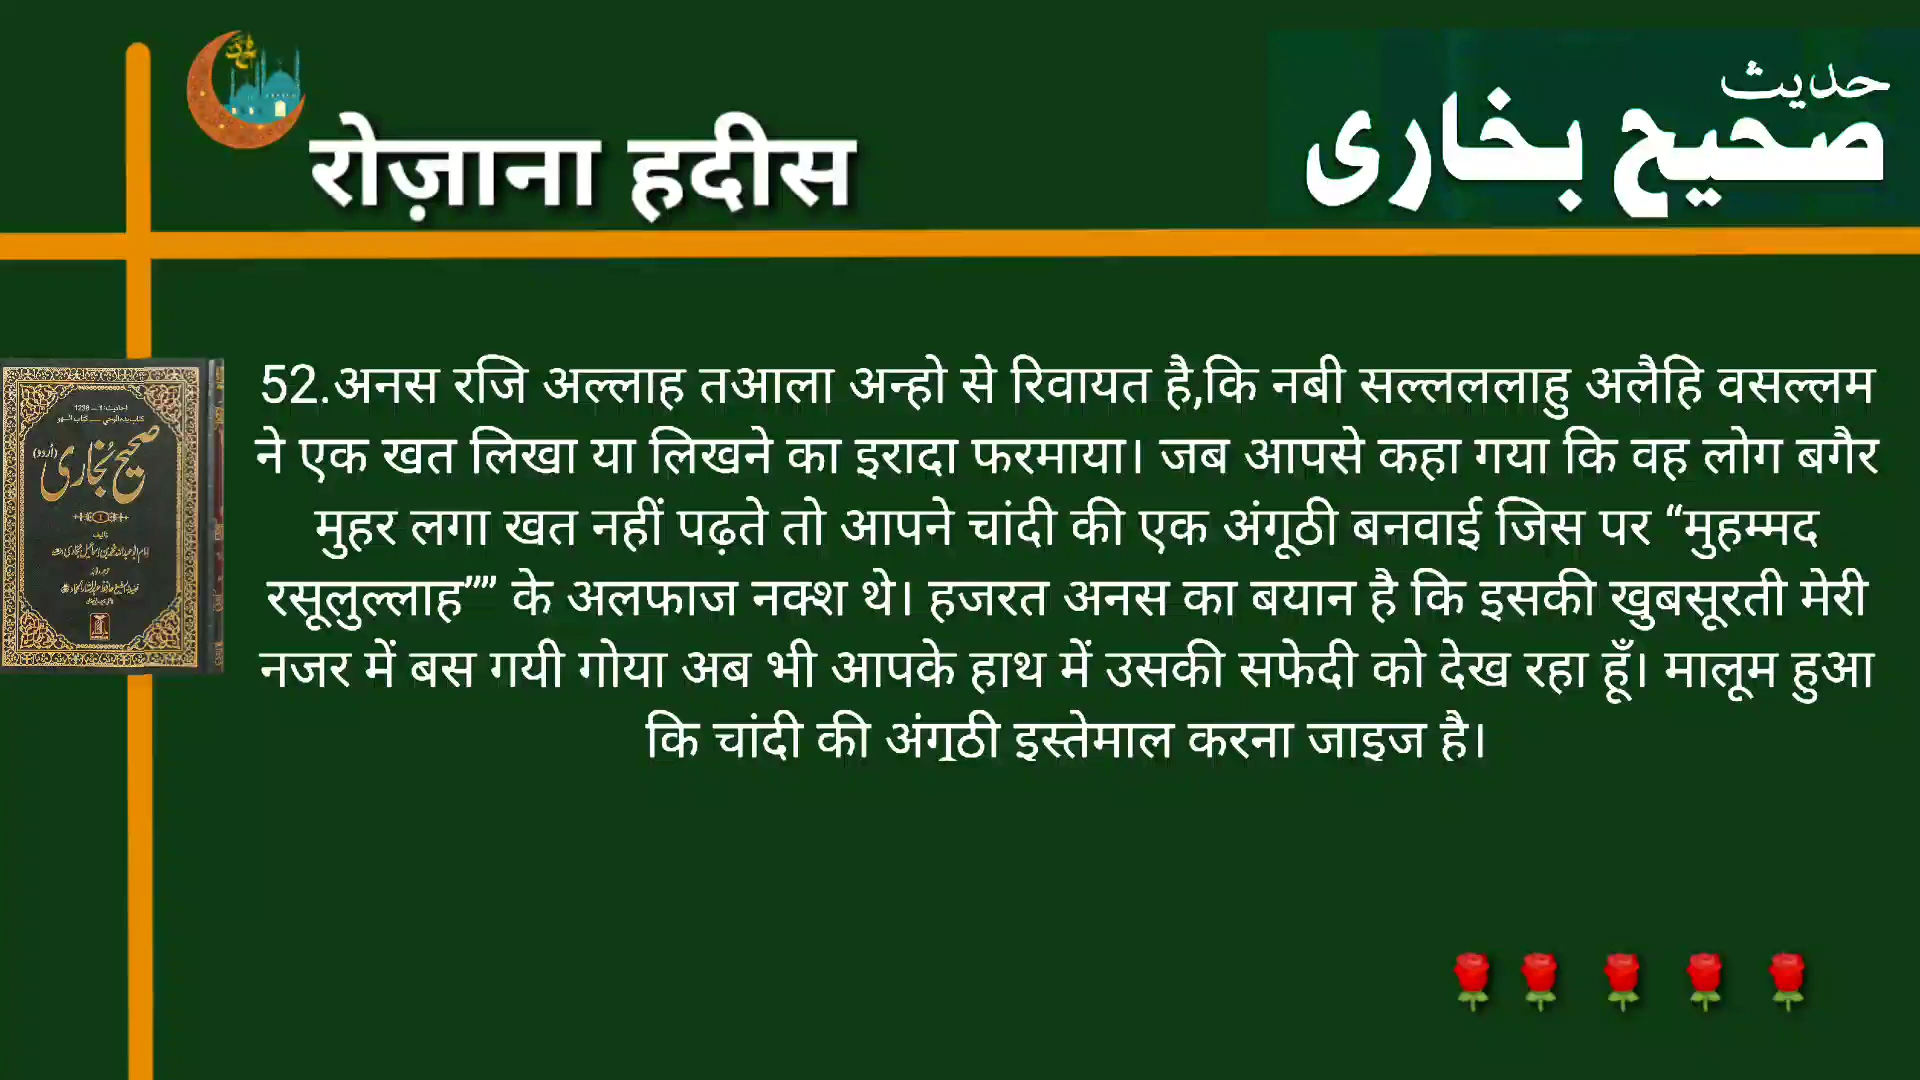 حدیث
रोज़ाना हदीस
صحیح بخاری
52.अनस रजि अल्लाह तआला अन्हो से रिवायत है,कि नबी सल्लललाहु अलैहि वसल्लम
ने एक खत लिखा या लिखने का इरादा फरमाया। जब आपसे कहा गया कि वह लोग बगैर
मुहर लगा खत नहीं पढ़ते तो आपने चांदी की एक अंगूठी बनवाई जिस पर “मुहम्मद
रसूलुल्लाह”” के अलफाज नक्श थे। हजरत अनस का बयान है कि इसकी खुबसूरती मेरी
नजर में बस गयी गोया अब भी आपके हाथ में उसकी सफेदी को देख रहा हूँ। मालूम हुआ
कि चांदी की अंगूठी इस्तेमाल करना जाइज है।
صحیح بخاری
(اردو)